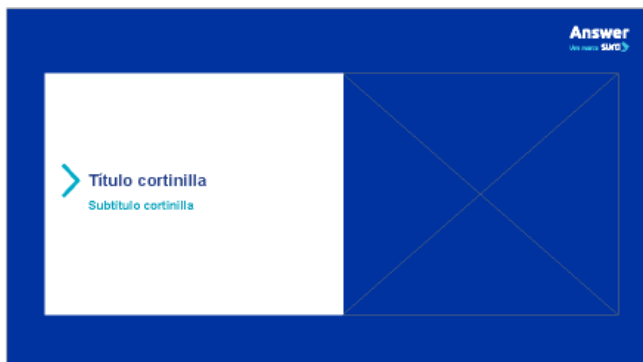 Answer
Una marca sura
Título cortinilla
Subtítulo cortinilla